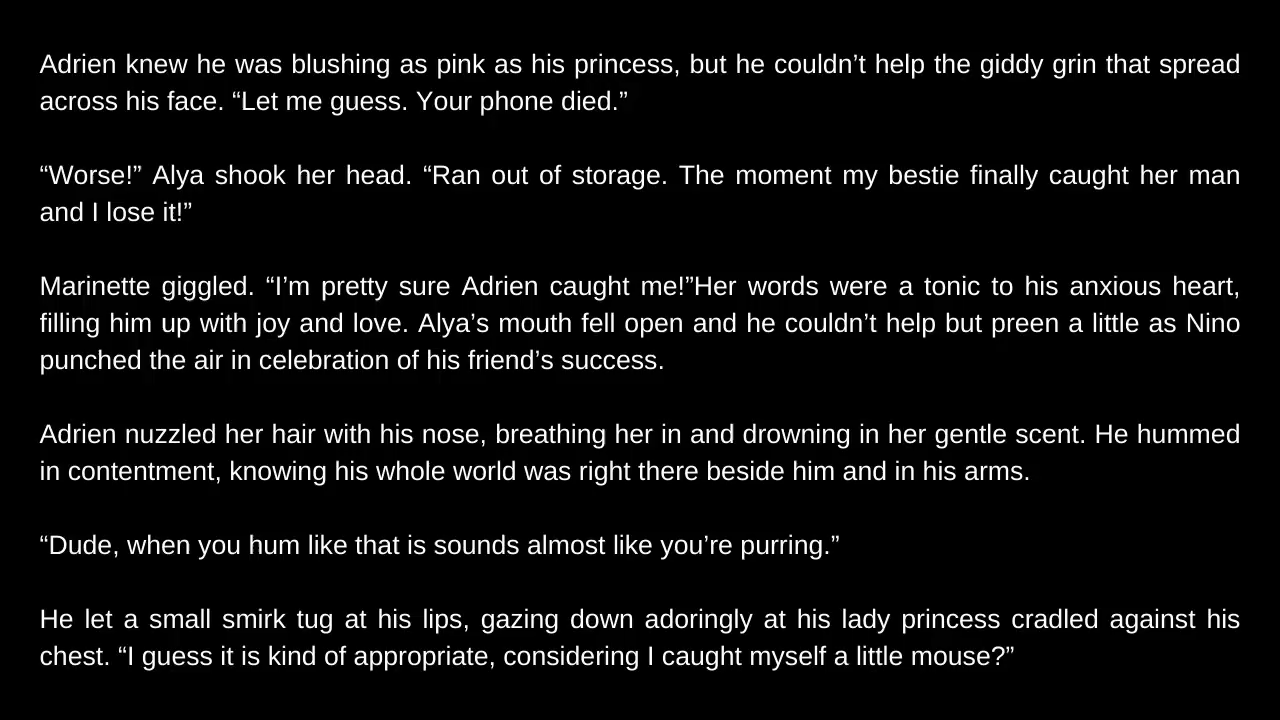 Adrien knew he was blushing as pink as his princess, but he couldn’t help the giddy grin that spread
across his face. “Let me guess. Your phone died.”
“Worse!” Alya shook her head. “Ran out of storage. The moment my bestie finally caught her man
and I lose it!”
Marinette giggled. “I’m pretty sure Adrien caught me!”Her words were a tonic to his anxious heart,
filling him up with joy and love. Alya’s mouth fell open and he couldn’t help but preen a little as Nino
punched the air in celebration of his friend’s success.
Adrien nuzzled her hair with his nose, breathing her in and drowning in her gentle scent. He hummed
in contentment, knowing his whole world was right there beside him and in his arms.
“Dude, when you hum like that is sounds almost like you’re purring.”
He let a small smirk tug at his lips, gazing down adoringly at his lady princess cradled against his
chest. “I guess it is kind of appropriate, considering I caught myself a little mouse?”